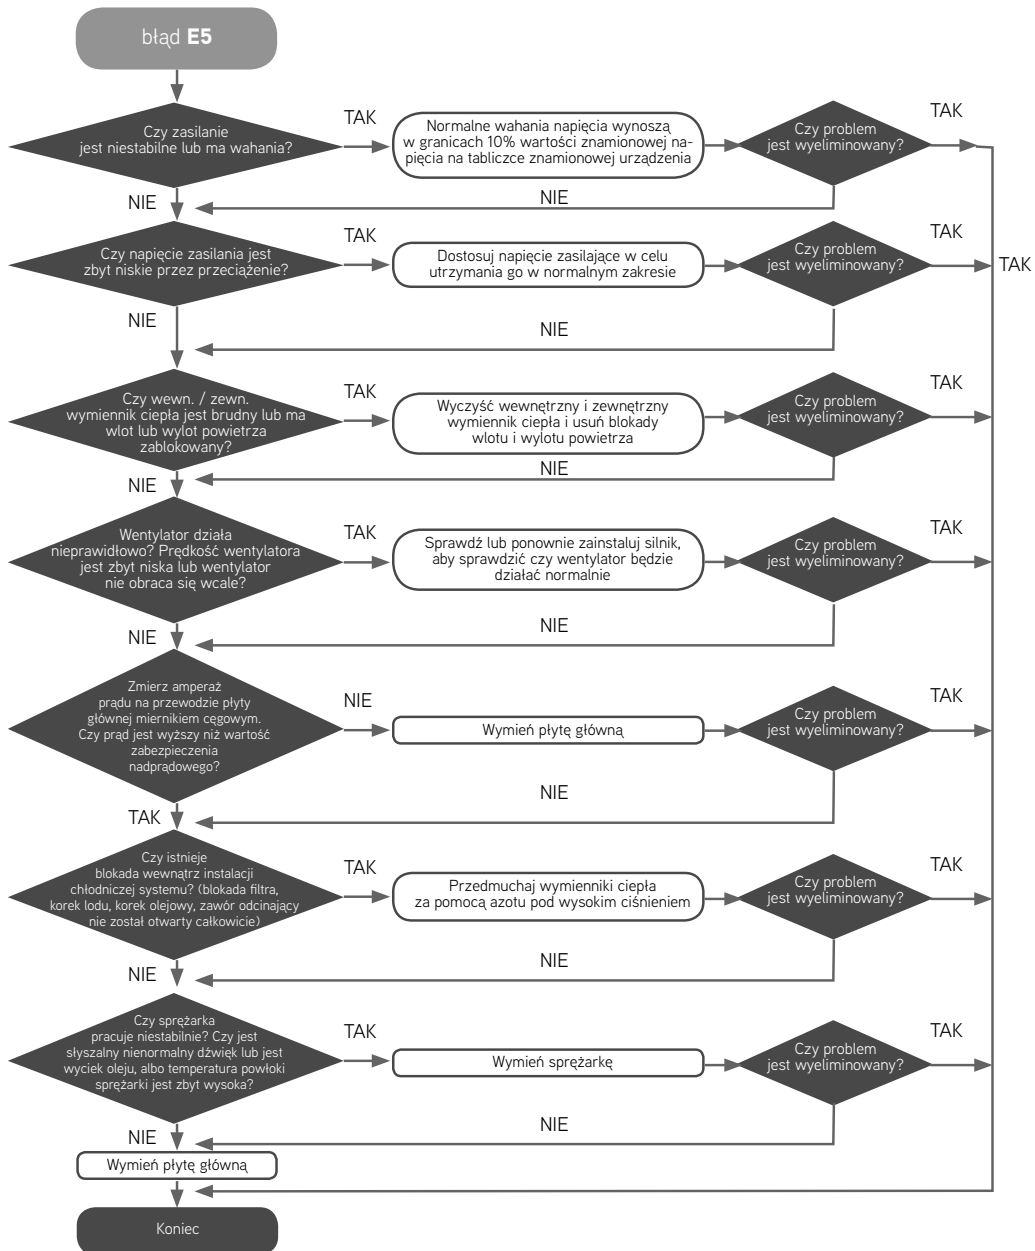 błąd E5
Czy zasilanie
jest niestabilne lub ma wahania?
TAK
Normalne wahania napięcia wynoszą
w granicach 10% wartości znamionowej na-
pięcia na tabliczce znamionowej urządzenia
Czy problem
jest wyeliminowany?
TAK
NIE
NIE
Czy napięcie zasilania jest
zbyt niskie przez przeciążenie?
TAK
Dostosuj napięcie zasilające w celu
utrzymania go w normalnym zakresie
Czy problem
jest wyeliminowany?
TAK
TAK
NIE
NIE
Czy wewn. / zewn.
wymiennik ciepła jest brudny lub ma
wlot lub wylot powietrza
zablokowany?
TAK
Wyczyść wewnętrzny i zewnętrzny
wymiennik ciepła i usuń blokady
wlotu i wylotu powietrza
Czy problem
jest wyeliminowany?
TAK
NIE
NIE
Wentylator działa
nieprawidłowo? Prędkość wentylatora
jest zbyt niska lub wentylator
nie obraca się wcale?
TAK
Sprawdź lub ponownie zainstaluj silnik,
aby sprawdzić czy wentylator będzie
działać normalnie
Czy problem
jest wyeliminowany?
TAK
NIE
NIE
Zmierz amperaż
prądu na przewodzie płyty
głównej miernikiem cęgowym.
Czy prąd jest wyższy niż wartość
zabezpieczenia
nadprądowego?
NIE
Wymień płytę główną
Czy problem
jest wyeliminowany?
TAK
NIE
TAK
Czy istnieje
blokada wewnątrz instalacji
chłodniczej systemu? (blokada filtra,
korek lodu, korek olejowy, zawór odcinający
nie został otwarty całkowicie)
TAK
Przedmuchaj wymienniki ciepła
za pomocą azotu pod wysokim ciśnieniem
Czy problem
jest wyeliminowany?
TAK
NIE
NIE
Czy sprężarka
pracuje niestabilnie? Czy jest
słyszalny nienormalny dźwięk lub jest
wyciek oleju, albo temperatura powłoki
sprężarki jest zbyt wysoka?
TAK
Wymień sprężarkę
Czy problem
jest wyeliminowany?
TAK
NIE
NIE
Wymień płytę główną
Koniec